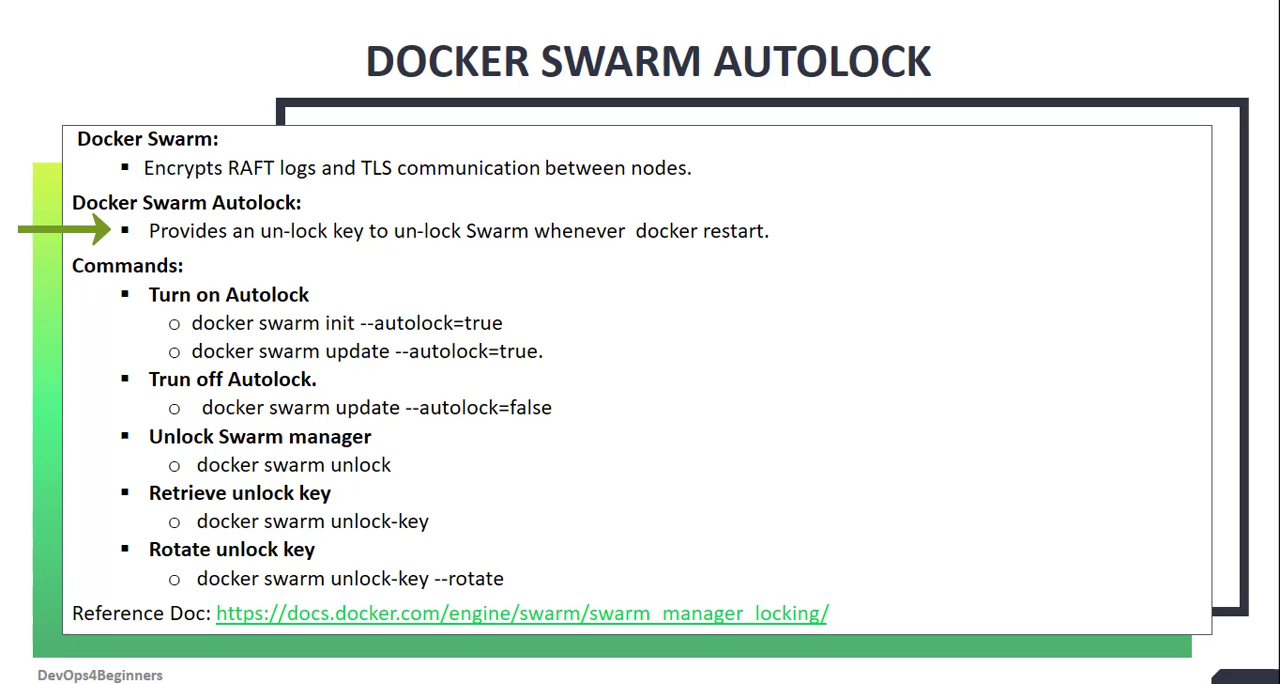 DOCKER SWARM AUTOLOCK
Docker Swarm:
▪ Encrypts RAFT logs and TLS communication between nodes.
Docker Swarm Autolock:
▪ Provides an un-lock key to un-lock Swarm whenever docker restart.
Commands:
▪ Turn on Autolock
o docker swarm init --autolock=true
o docker swarm update --autolock=true.
▪ Trun off Autolock.
o docker swarm update --autolock=false
▪ Unlock Swarm manager
o docker swarm unlock
▪ Retrieve unlock key
o docker swarm unlock-key
▪ Rotate unlock key
o docker swarm unlock-key --rotate
Reference Doc: https://docs.docker.com/engine/swarm/swarm_manager_locking/
DevOps4Beginners